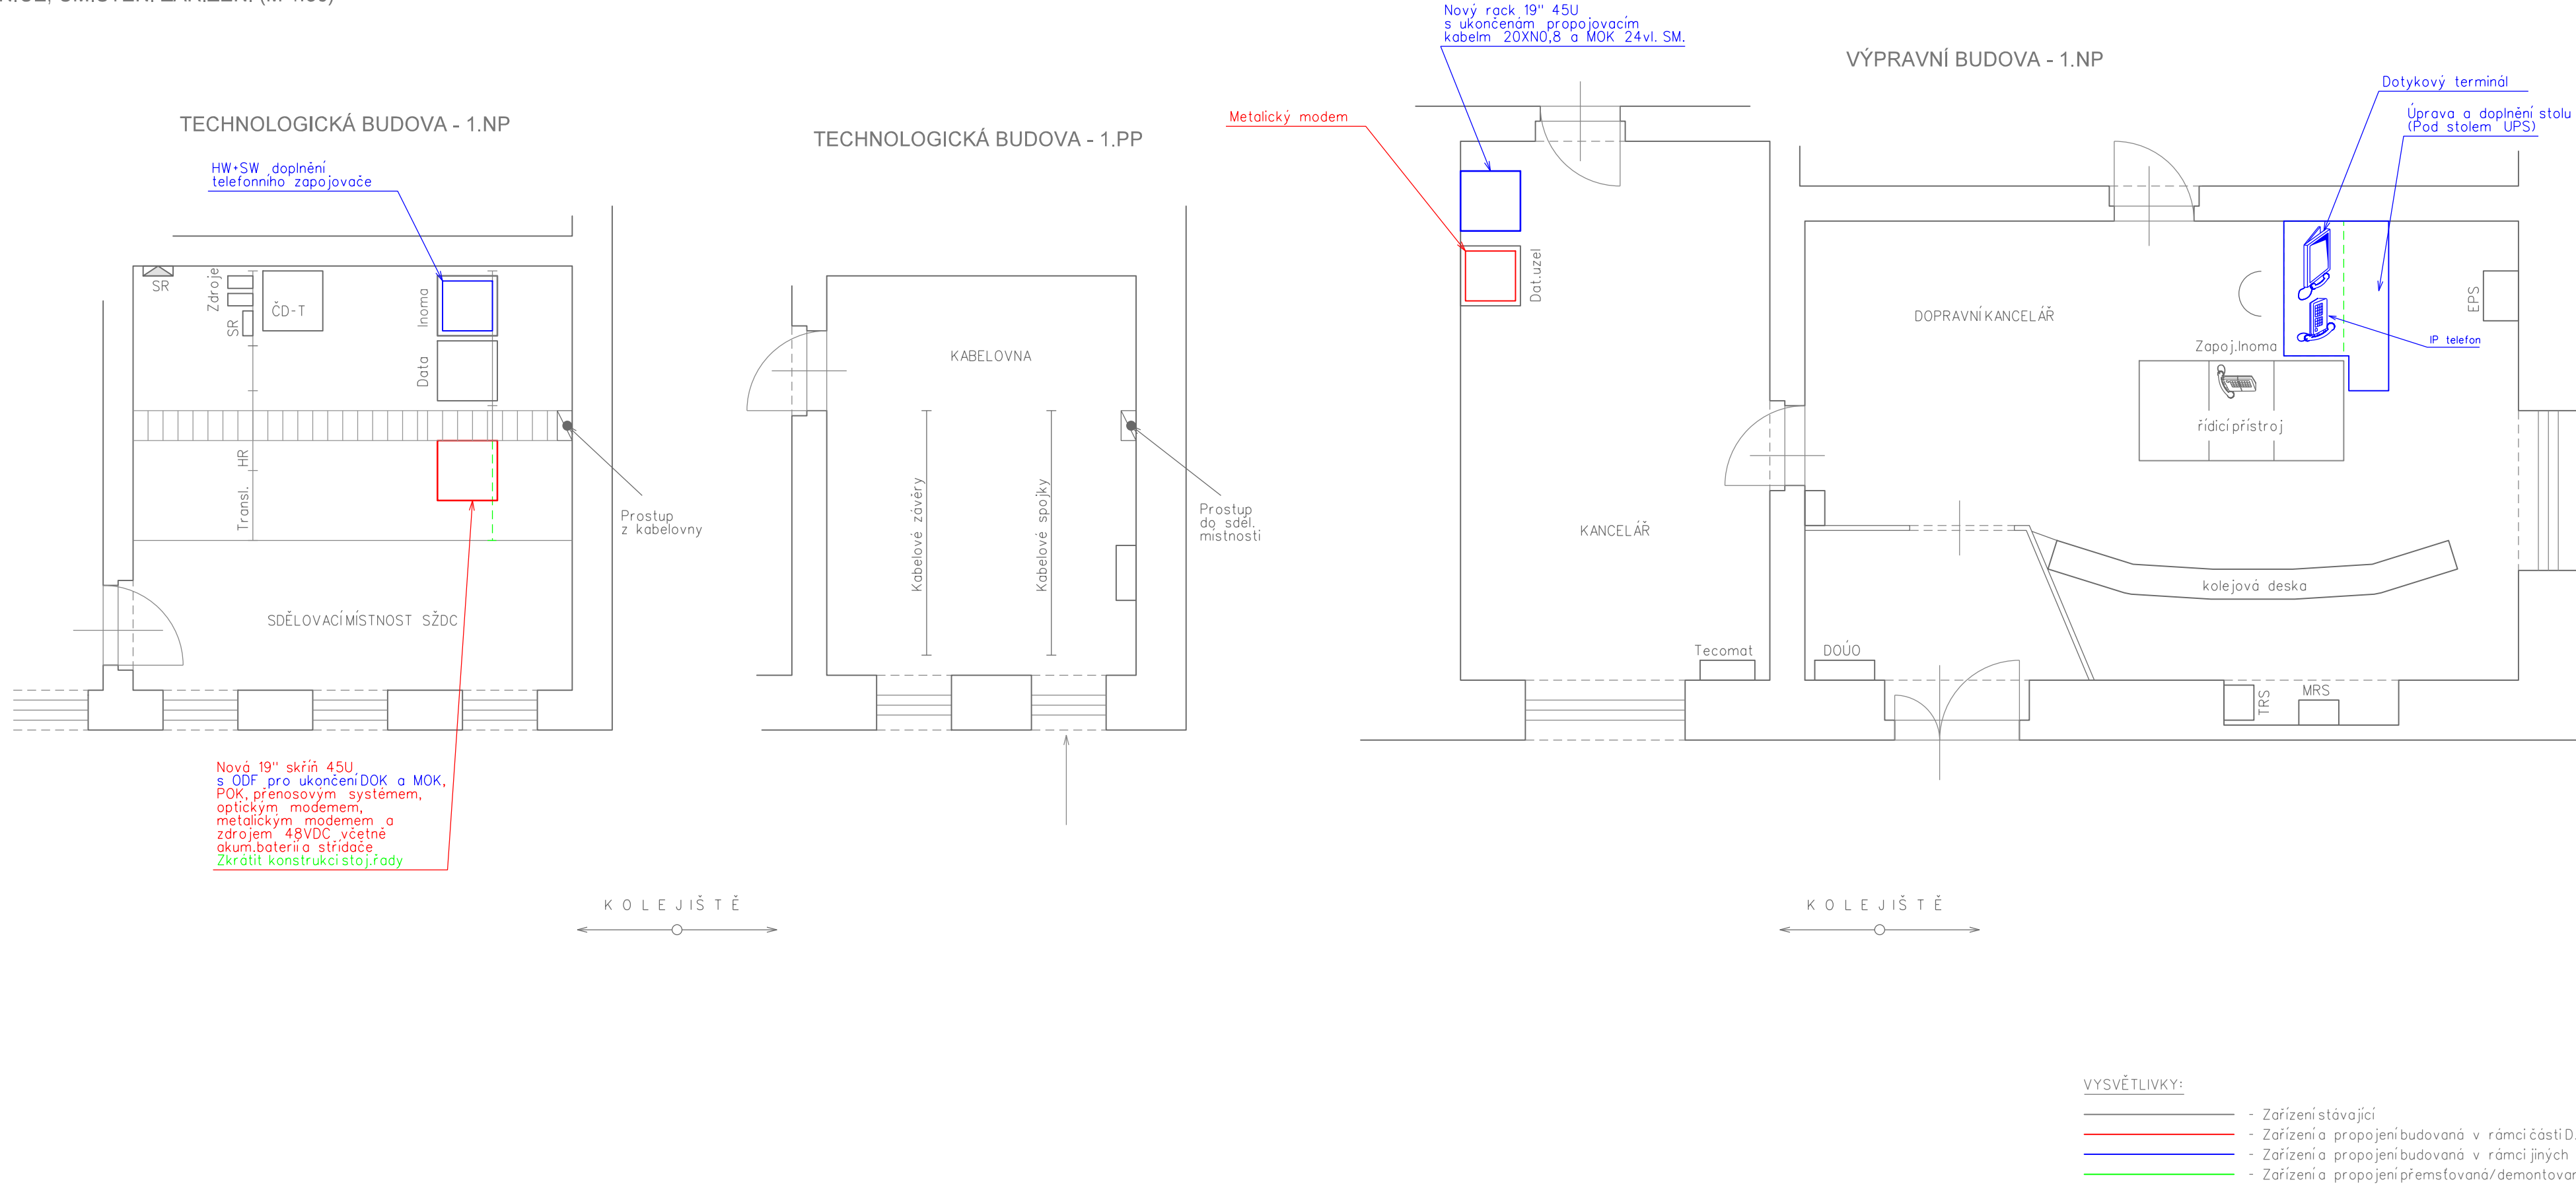 UMÍSTĚNÍ ZAŘÍZENÍ
TECHNOLOGICKÁ BUDOVA - 1.NP
HW+SW doplnění
telefonního zapojovače
SR
Zdroje
SR
ČD-T
Inoma
Data
HR
Transl.
Prostup
z kabelovny
SDĚLOVACÍ MÍSTNOST SŽDC
Nová 19" skříň 45U
s ODF pro ukončení DOK a MOK,
POK, přenosovým systémem,
optickým modemem,
metalickým modemem a
zdrojem 48VDC včetně
akum.baterií a střídače
Zkrátit konstrukci stoj.řady
TECHNOLOGICKÁ BUDOVA - 1.PP
KABELOVNA
Kabelové závěry
Kabelové spojky
Prostup
do sděl.
místnosti
K O L E J I Š T Ě
Nový rack 19" 45U
s ukončenám propojovacím
kabelm 20XN0,8 a MOK 24vl. SM.
Metalický modem
Dat.uzel
KANCELÁŘ
Tecomat
VÝPRAVNÍ BUDOVA - 1.NP
Dotykový terminál
Úprava a doplnění stolu
(Pod stolem UPS)
DOPRAVNÍ KANCELÁŘ
EPS
IP telefon
Zapoj.Inoma
řídicí přístroj
kolejová deska
DOÚO
TRS
MRS
K O L E J I Š T Ě
VYSVĚTLIVKY:
- Zařízení stávající
- Zařízení a propojení budovaná v rámci části D.
- Zařízení a propojení budovaná v rámci jiných
- Zařízení a propojení přemsťovaná/demontovan